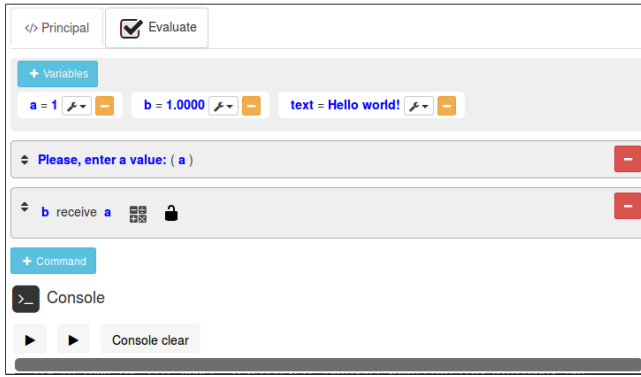 </> Principal
Evaluate
+ Variables
a = 1
b = 1.0000
text = Hello world!
Please, enter a value: ( a )
b receive a
+ Command
>_ Console
Console clear